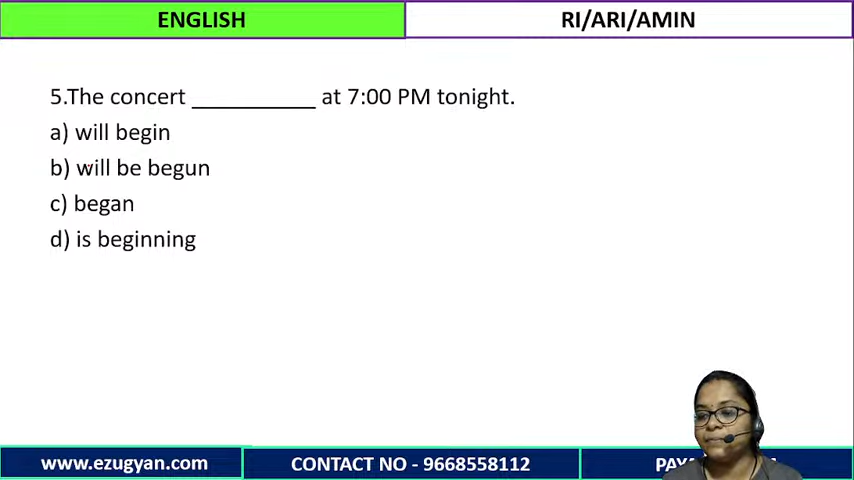 ENGLISH
RI/ARI/AMIN
5.The concert __________ at 7:00 PM tonight.
a) will begin
b) will be begun
c) began
d) is beginning
www.ezugyan.com
CONTACT NO - 9668558112